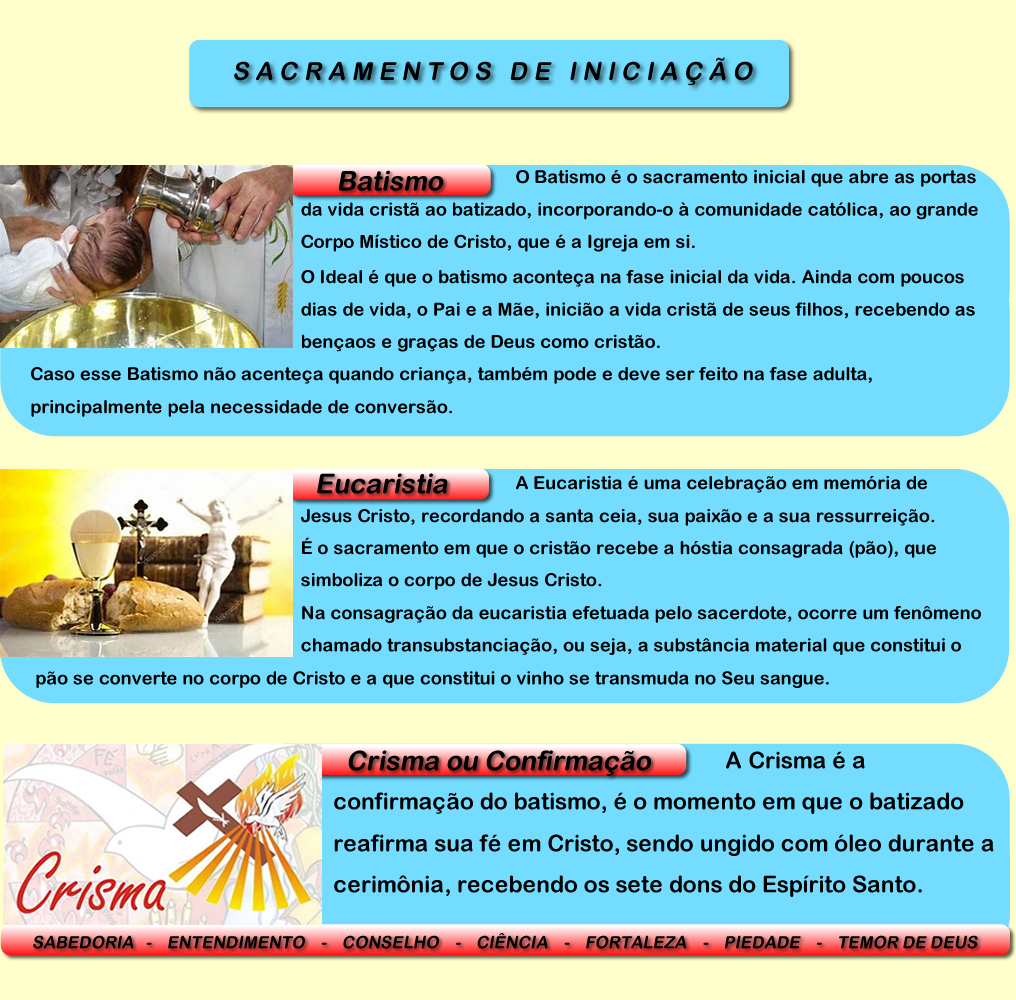 SACRAMENTOS DE INICIAÇÃO
Batismo
O Batismo é o sacramento inicial que abre as portas
da vida cristã ao batizado, incorporando-o à comunidade católica, ao grande
Corpo Místico de Cristo, que é a Igreja em si.
O Ideal é que o batismo aconteça na fase inicial da vida. Ainda com poucos
dias de vida, o Pai e a Mãe, inicião a vida cristã de seus filhos, recebendo as
bençaos e graças de Deus como cristão.
Caso esse Batismo não acenteça quando criança, também pode e deve ser feito na fase adulta,
principalmente pela necessidade de conversão.
Eucaristia
A Eucaristia é uma celebração em memória de
Jesus Cristo, recordando a santa ceia, sua paixão e a sua ressurreição.
É o sacramento em que o cristão recebe a hóstia consagrada (pão), que
simboliza o corpo de Jesus Cristo.
Na consagração da eucaristia efetuada pelo sacerdote, ocorre um fenômeno
chamado transubstanciação, ou seja, a substância material que constitui o
pão se converte no corpo de Cristo e a que constitui o vinho se transmuda no Seu sangue.
Crisma ou Confirmação
A Crisma é a
confirmação do batismo, é o momento em que o batizado
reafirma sua fé em Cristo, sendo ungido com óleo durante a
cerimônia, recebendo os sete dons do Espírito Santo.
FÉ
Crisma
SABEDORIA - ENTENDIMENTO - CONSELHO - CIÊNCIA - FORTALEZA - PIEDADE - TEMOR DE DEUS